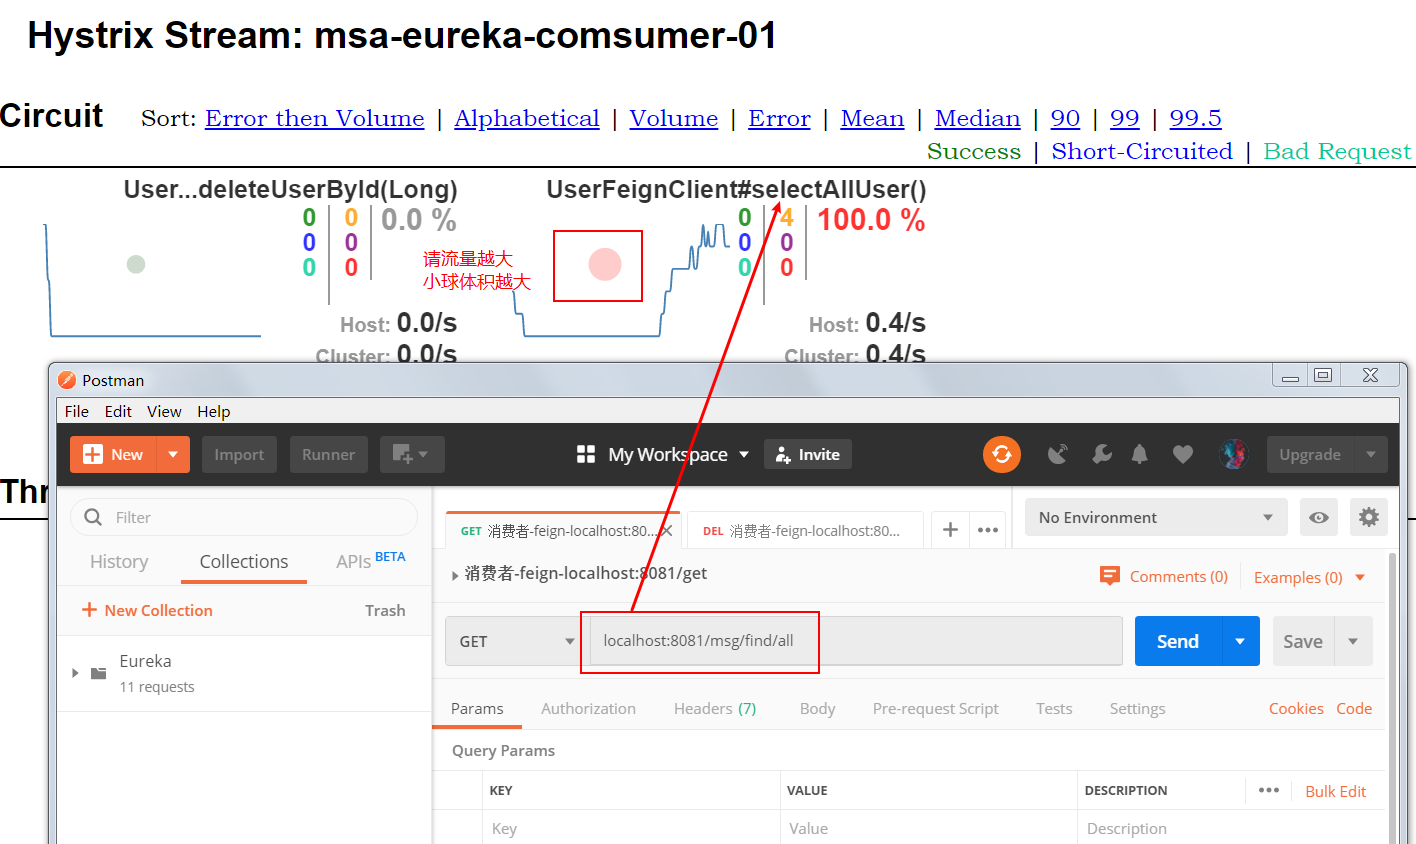 Hystrix Stream: msa-eureka-comsumer-01
Circuit
Sort: Error then Volume | Alphabetical | Volume | Error | Mean | Median | 90 | 99 | 99.5
Success | Short-Circuited | Bad Request
User...deleteUserById(Long)
0 0 0.0 %
0 0
0 0
Host: 0.0/s
Cluster: 0.0/s
请流量越大
小球体积越大
UserFeignClient#selectAllUser()
0 4 100.0 %
0 0
0 0
Host: 0.4/s
Cluster: 0.4/s
Thr
Postman
File Edit View Help
New Import Runner My Workspace Invite Upgrade
Filter
History Collections APIs BETA
New Collection Trash
Eureka
11 requests
GET 消费者-feign-localhost:80...
DEL 消费者-feign-localhost:80...
No Environment
消费者-feign-localhost:8081/get
Comments (0) Examples (0)
GET localhost:8081/msg/find/all Send Save
Params Authorization Headers (7) Body Pre-request Script Tests Settings Cookies Code
Query Params
KEY VALUE DESCRIPTION ••• Bulk Edit
Key Value Description